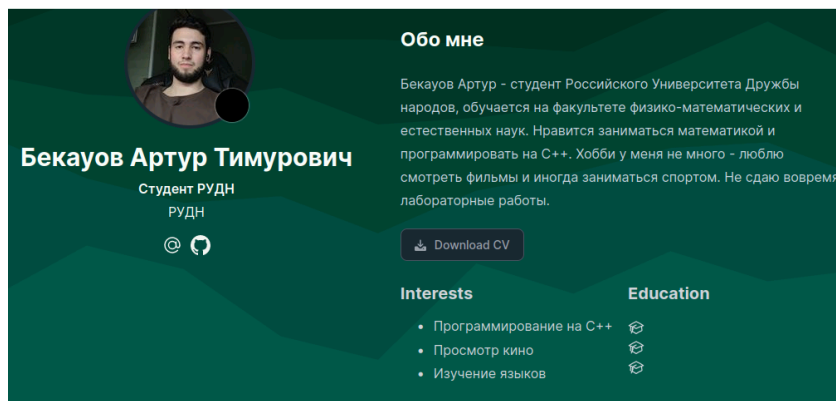 Бекауов Артур Тимурович
Студент РУДН
РУДН
Обо мне
Бекауов Артур - студент Российского Университета Дружбы
народов, обучается на факультете физико-математических и
естественных наук. Нравится заниматься математикой и
программировать на C++. Хобби у меня не много - люблю
смотреть фильмы и иногда заниматься спортом. Не сдаю вовремя
лабораторные работы.
Download CV
Interests
Программирование на C++
Просмотр кино
Изучение языков
Education